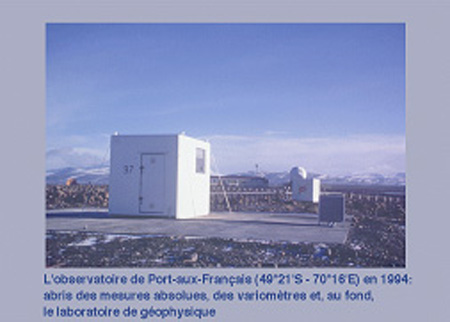 97
L'observatoire de Port-aux-Français (49°21'S - 70°16'E) en 1994:
abris des mesures absolues, des variomètres et, au fond,
le laboratoire de géophysique